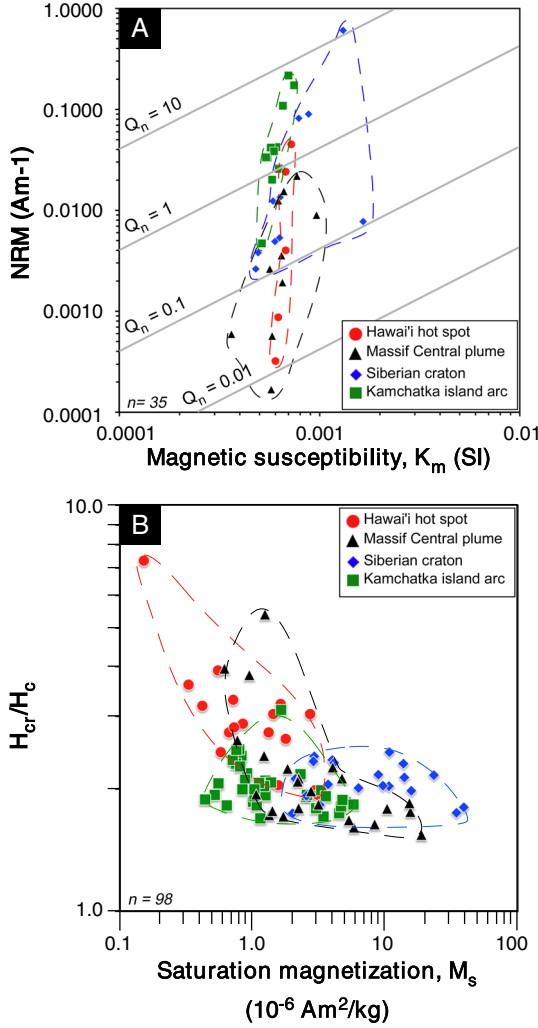 A
1.0000
0.1000
0.0100
0.0010
0.0001
NRM (Am-1)
Qn = 10
Qn = 1
Qn = 0.1
Qn = 0.01
Hawai'i hot spot
Massif Central plume
Siberian craton
Kamchatka island arc
n= 35
0.0001
0.001
0.01
Magnetic susceptibility, Km (SI)
B
10.0
1.0
Hcr/Hc
Hawai'i hot spot
Massif Central plume
Siberian craton
Kamchatka island arc
n = 98
0.1
1.0
10
100
Saturation magnetization, Ms
(10-6 Am2/kg)